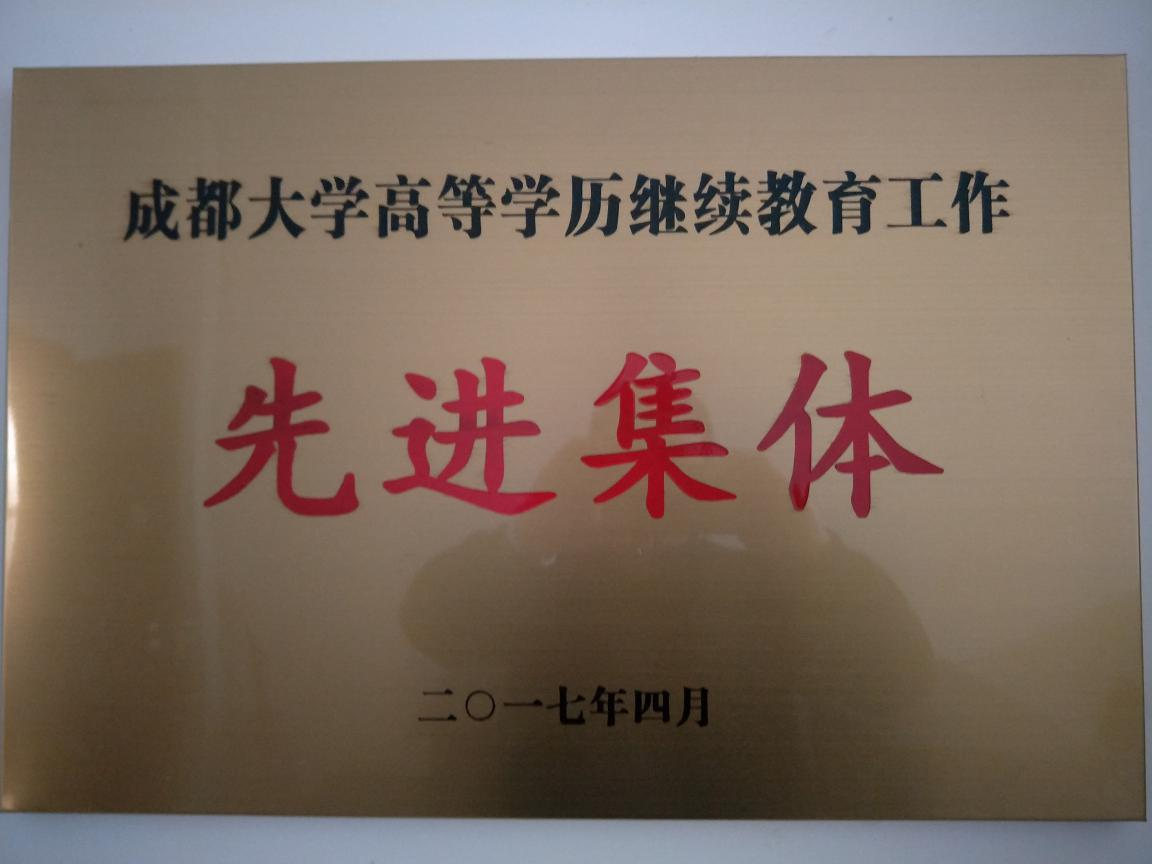 成都大学高等学历继续教育工作
先进集体
二〇一七年四月